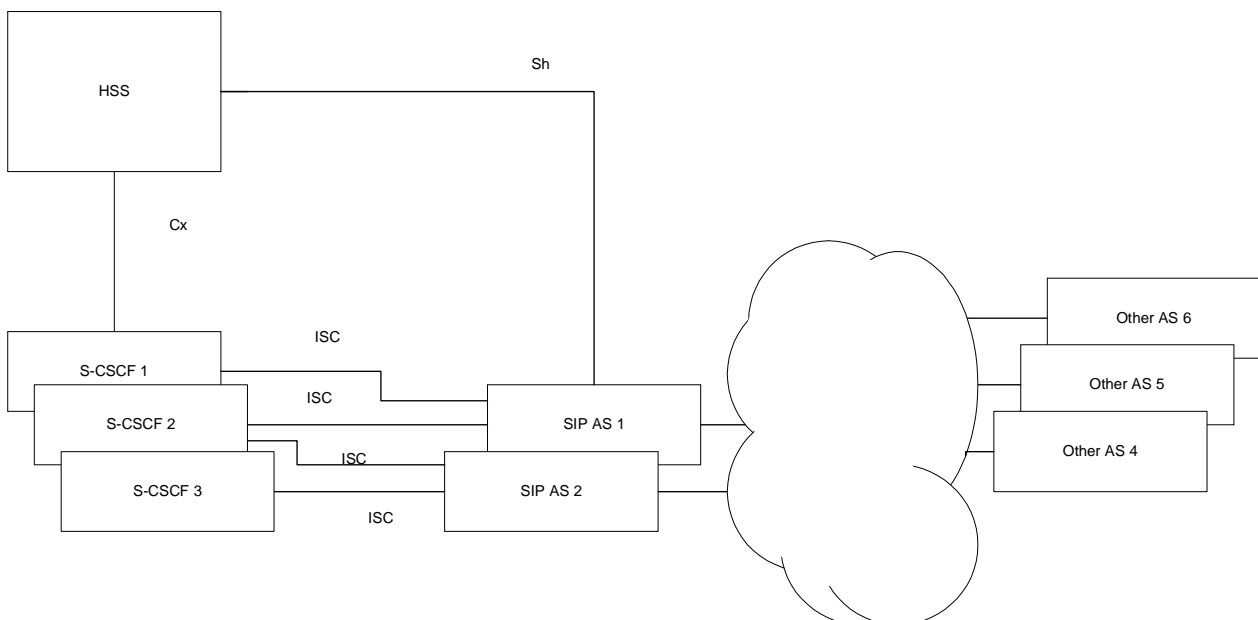 Sh
HSS
Cx
ISC
S-CSCF 1
ISC
S-CSCF 2
ISC
S-CSCF 3
ISC
SIP AS 1
SIP AS 2
Other AS 6
Other AS 5
Other AS 4